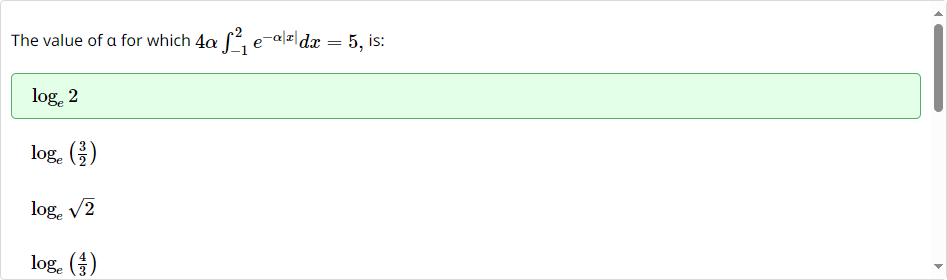 The value of α for which $4\alpha \int_{-1}^{2} e^{-\alpha|x|}dx = 5$, is:
$\log_e 2$
$\log_e \left(\frac{3}{2}\right)$
$\log_e \sqrt{2}$
$\log_e \left(\frac{4}{3}\right)$